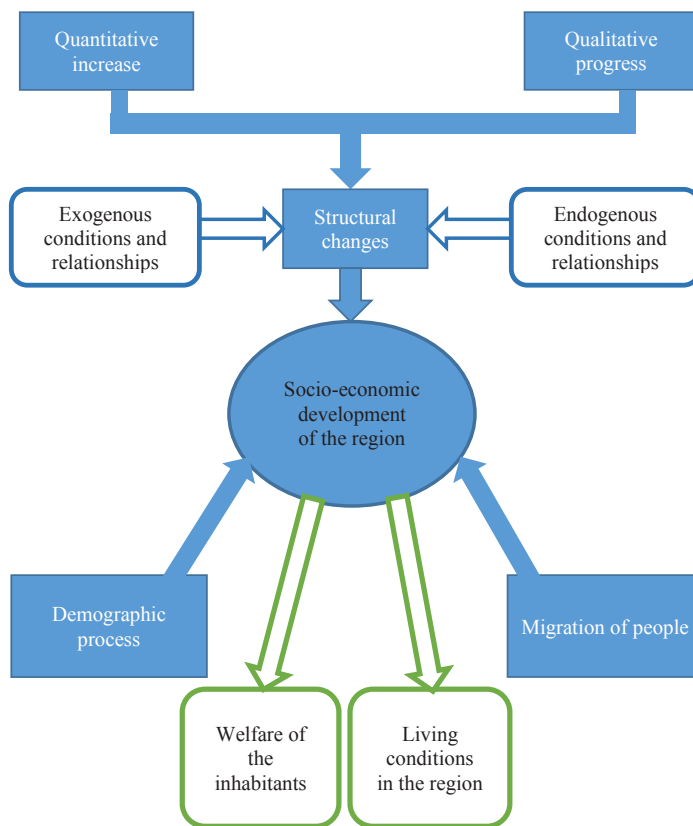 Quantitative
increase
Qualitative
progress
Exogenous
conditions and
relationships
Structural
changes
Endogenous
conditions and
relationships
Socio-economic
development
of the region
Demographic
process
Migration of people
Welfare of
the
inhabitants
Living
conditions
in the region